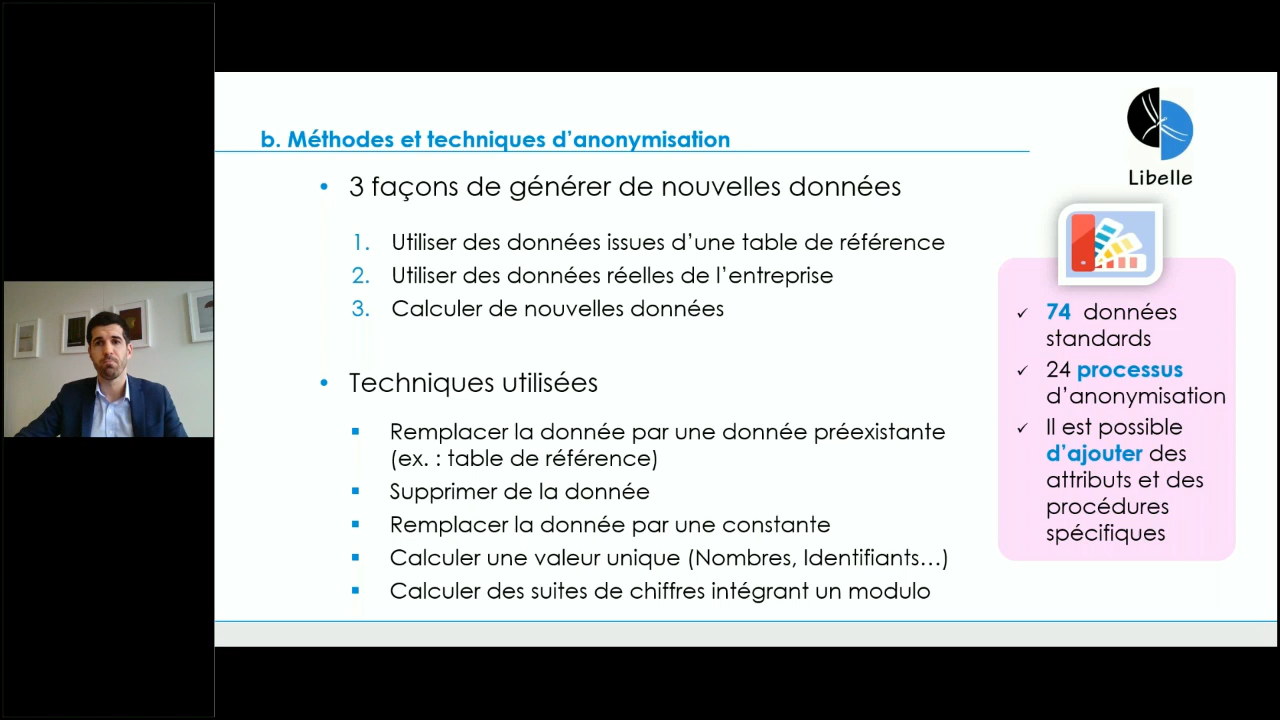 b. Méthodes et techniques d’anonymisation
Libelle
• 3 façons de générer de nouvelles données
1. Utiliser des données issues d’une table de référence
2. Utiliser des données réelles de l’entreprise
3. Calculer de nouvelles données
• Techniques utilisées
▪ Remplacer la donnée par une donnée préexistante
(ex. : table de référence)
▪ Supprimer de la donnée
▪ Remplacer la donnée par une constante
▪ Calculer une valeur unique (Nombres, Identifiants…)
▪ Calculer des suites de chiffres intégrant un modulo
✓ 74 données
standards
✓ 24 processus
d’anonymisation
✓ Il est possible
d’ajouter des
attributs et des
procédures
spécifiques